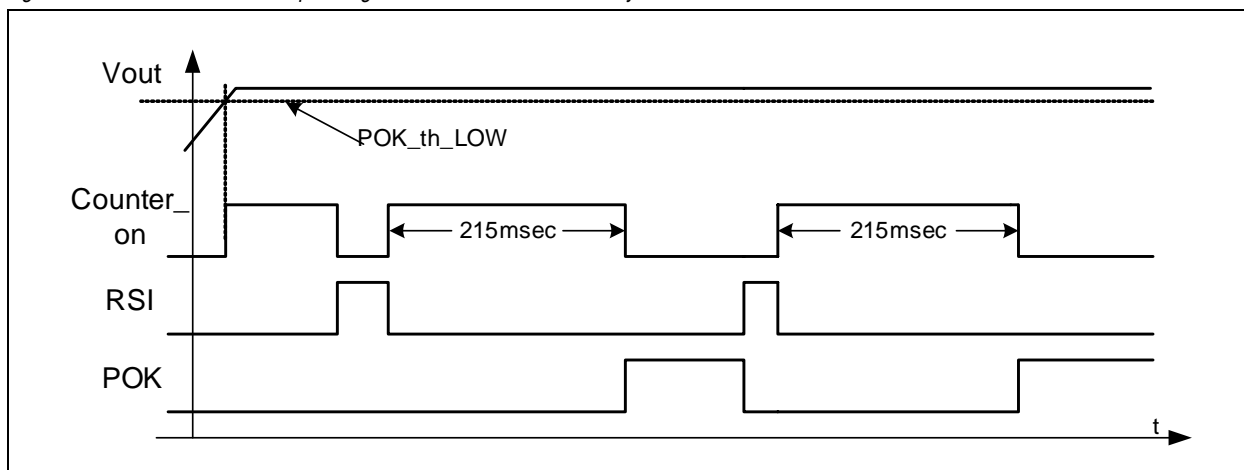 Vout
POK_th_LOW
Counter_
on
215msec
215msec
RSI
POK
t